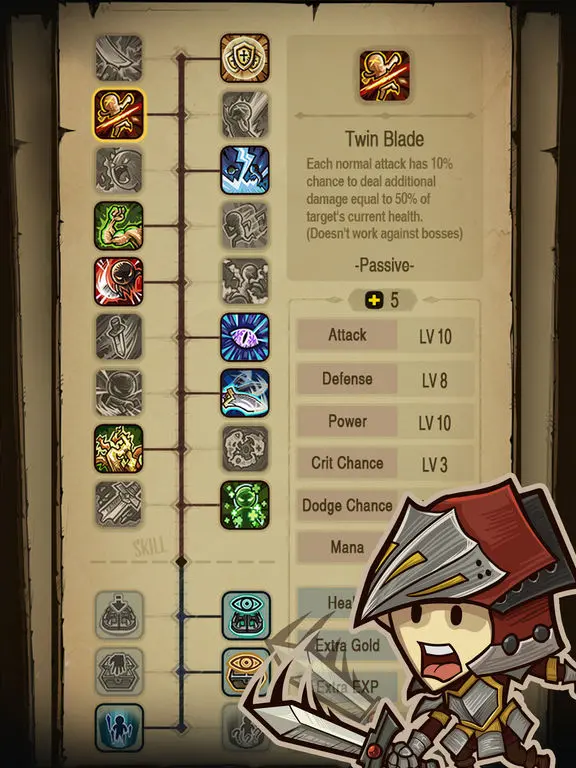 Twin Blade
Each normal attack has 10%
chance to deal additional
damage equal to 50% of
target's current health.
(Doesn't work against bosses)
-Passive-
5
Attack LV 10
Defense LV 8
Power LV 10
Crit Chance LV 3
Dodge Chance
Mana
SKILL
Extra Gold
Extra EXP